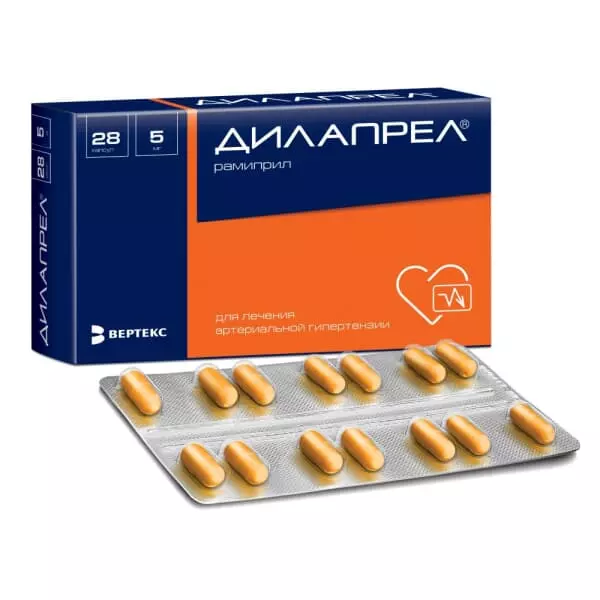 28
капсул
5
мг
ДИЛАПРЕЛ®
рамиприл
для лечения
артериальной гипертензии
ВЕРТЕКС
ДИЛАПРЕЛ®
28
5